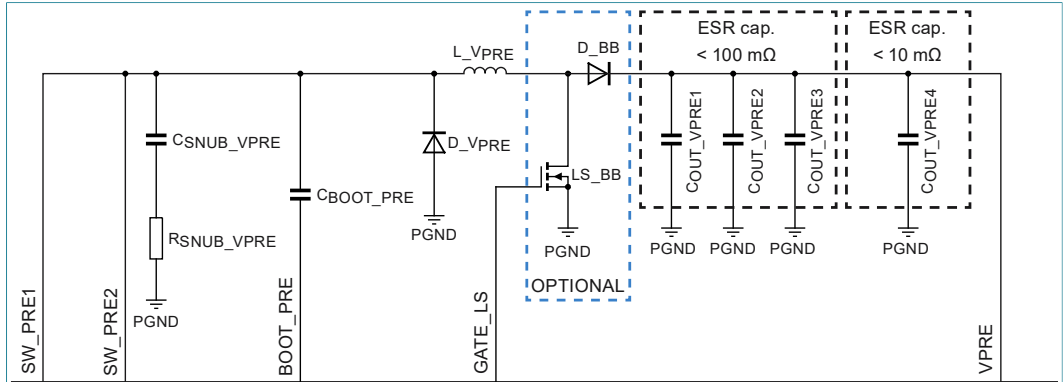 ESR cap.
< 100 mΩ
ESR cap.
< 10 mΩ
L_VPRE
D_BB
CSNUB_VPRE
RSNUB_VPRE
PGND
CBOOT_PRE
D_VPRE
PGND
LS_BB
PGND
OPTIONAL
COUT_VPRE1
COUT_VPRE2
COUT_VPRE3
COUT_VPRE4
PGND
PGND
PGND
PGND
SW_PRE1
SW_PRE2
BOOT_PRE
GATE_LS
VPRE